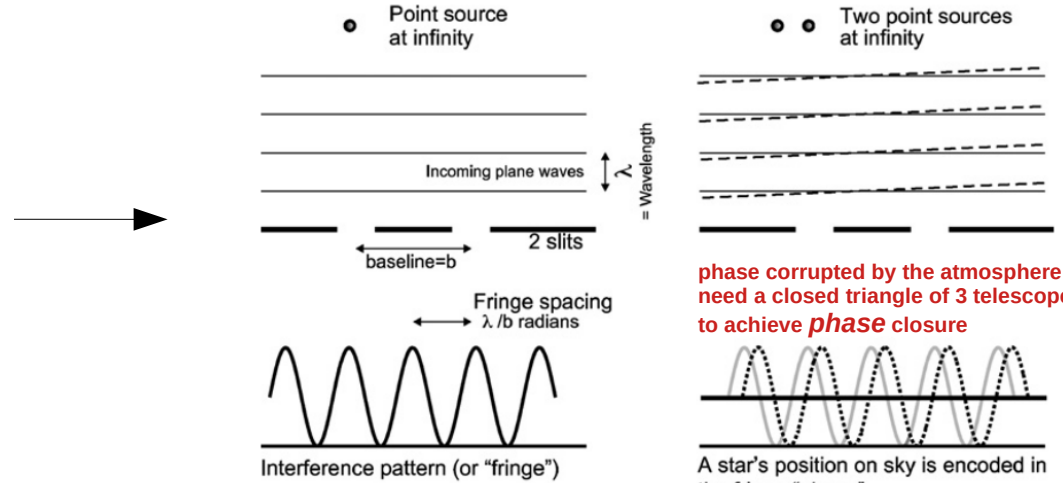 Point source
at infinity
Incoming plane waves
λ
= Wavelength
2 slits
baseline=b
Fringe spacing
λ /b radians
Interference pattern (or “fringe”)
Two point sources
at infinity
phase corrupted by the atmosphere
need a closed triangle of 3
to achieve phase closure
A star’s position on sky is encoded in